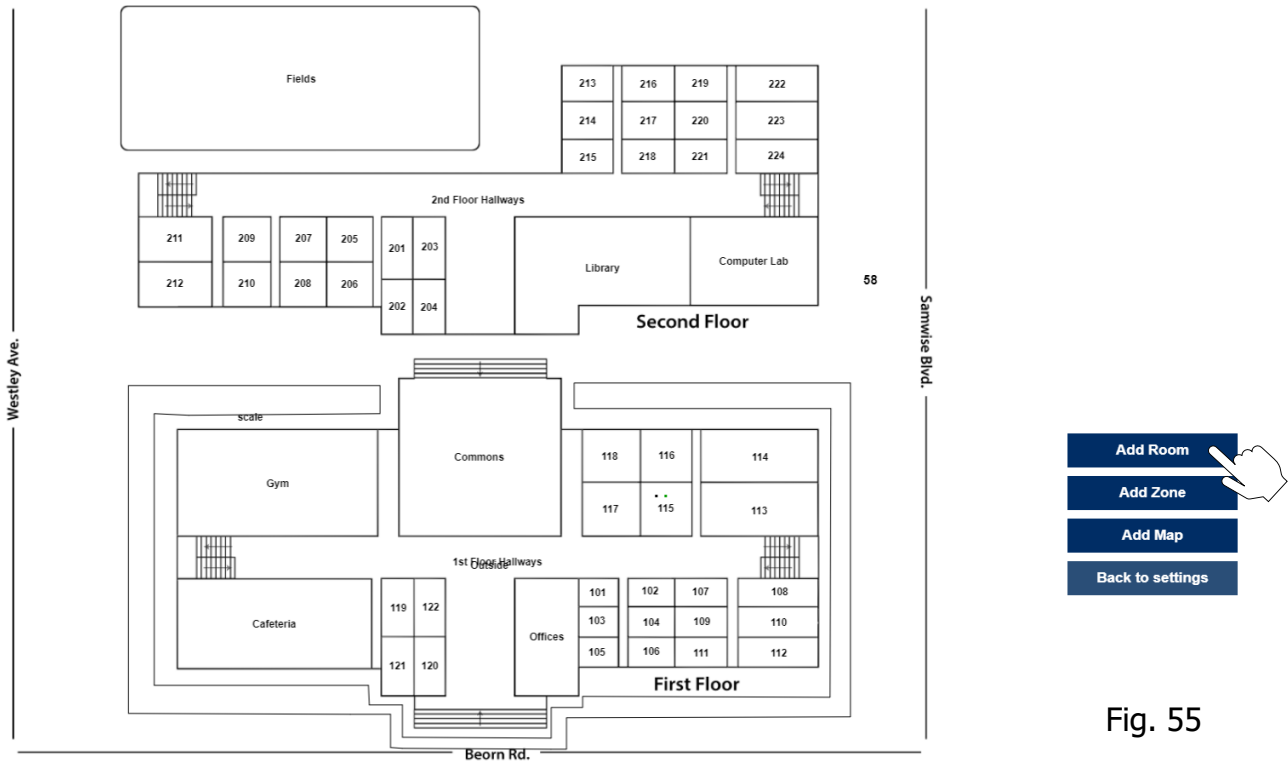 Fields
213 216 219 222
214 217 220 223
215 218 221 224
2nd Floor Hallways
211 209 207 205 201 203
212 210 208 206 202 204
Library
Computer Lab
58
Second Floor
Westley Ave.
Samwise Blvd.
scale
Gym
Commons
118 116 114
117 115 113
1st Floor Hallways
Outside
Cafeteria
119 122
121 120
Offices
101 102 107 108
103 104 109 110
105 106 111 112
First Floor
Beorn Rd.
Add Room
Add Zone
Add Map
Back to settings
Fig. 55